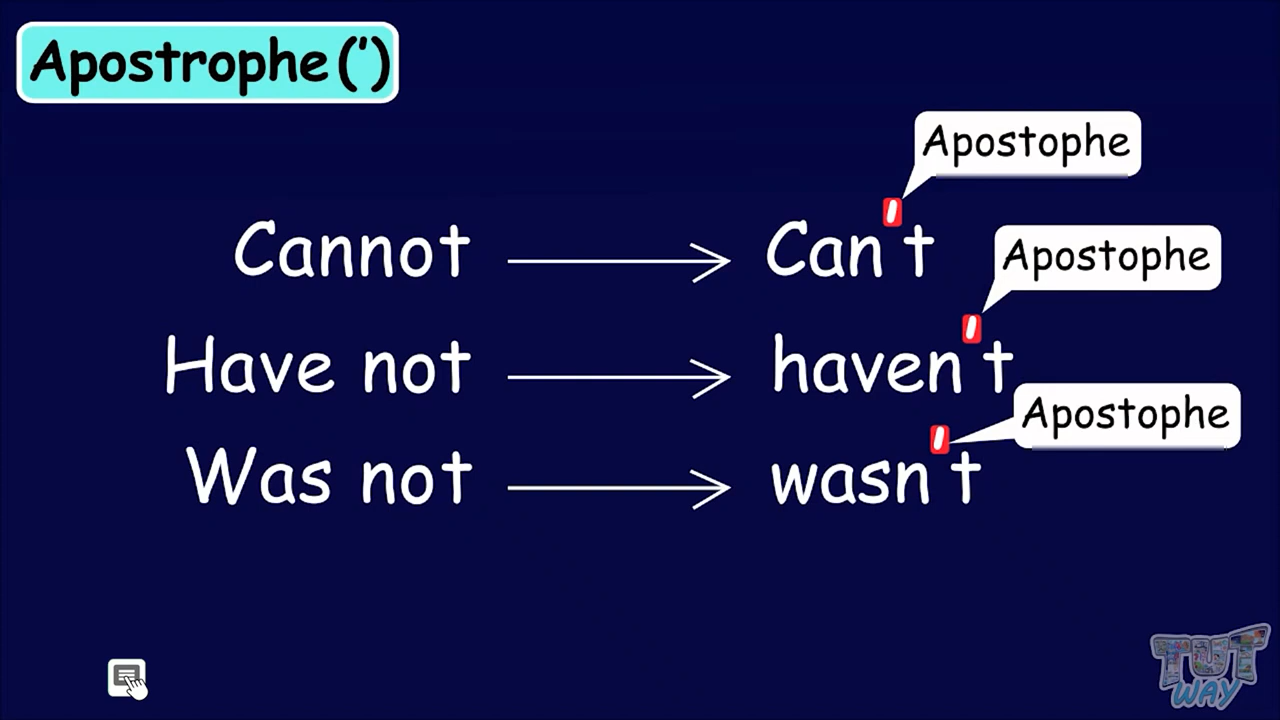 Apostrophe (')
Apostophe
Cannot Can't
Apostophe
Have not haven't
Apostophe
Was not wasn't
TUT
WAY